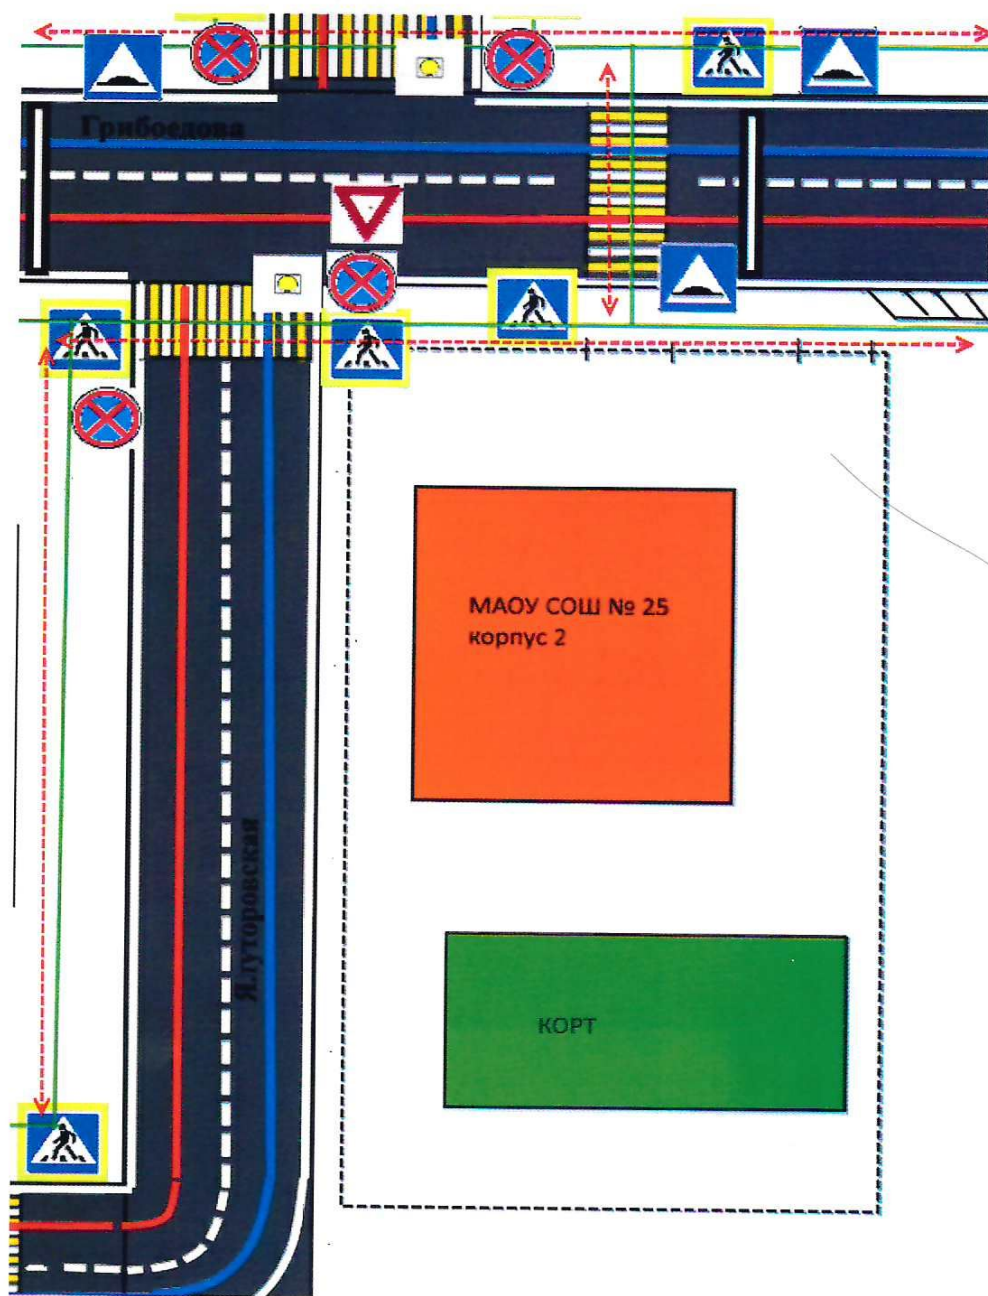 Грибоедова
МАОУ СОШ № 25
корпус 2
Ялуторовская
КОРТ